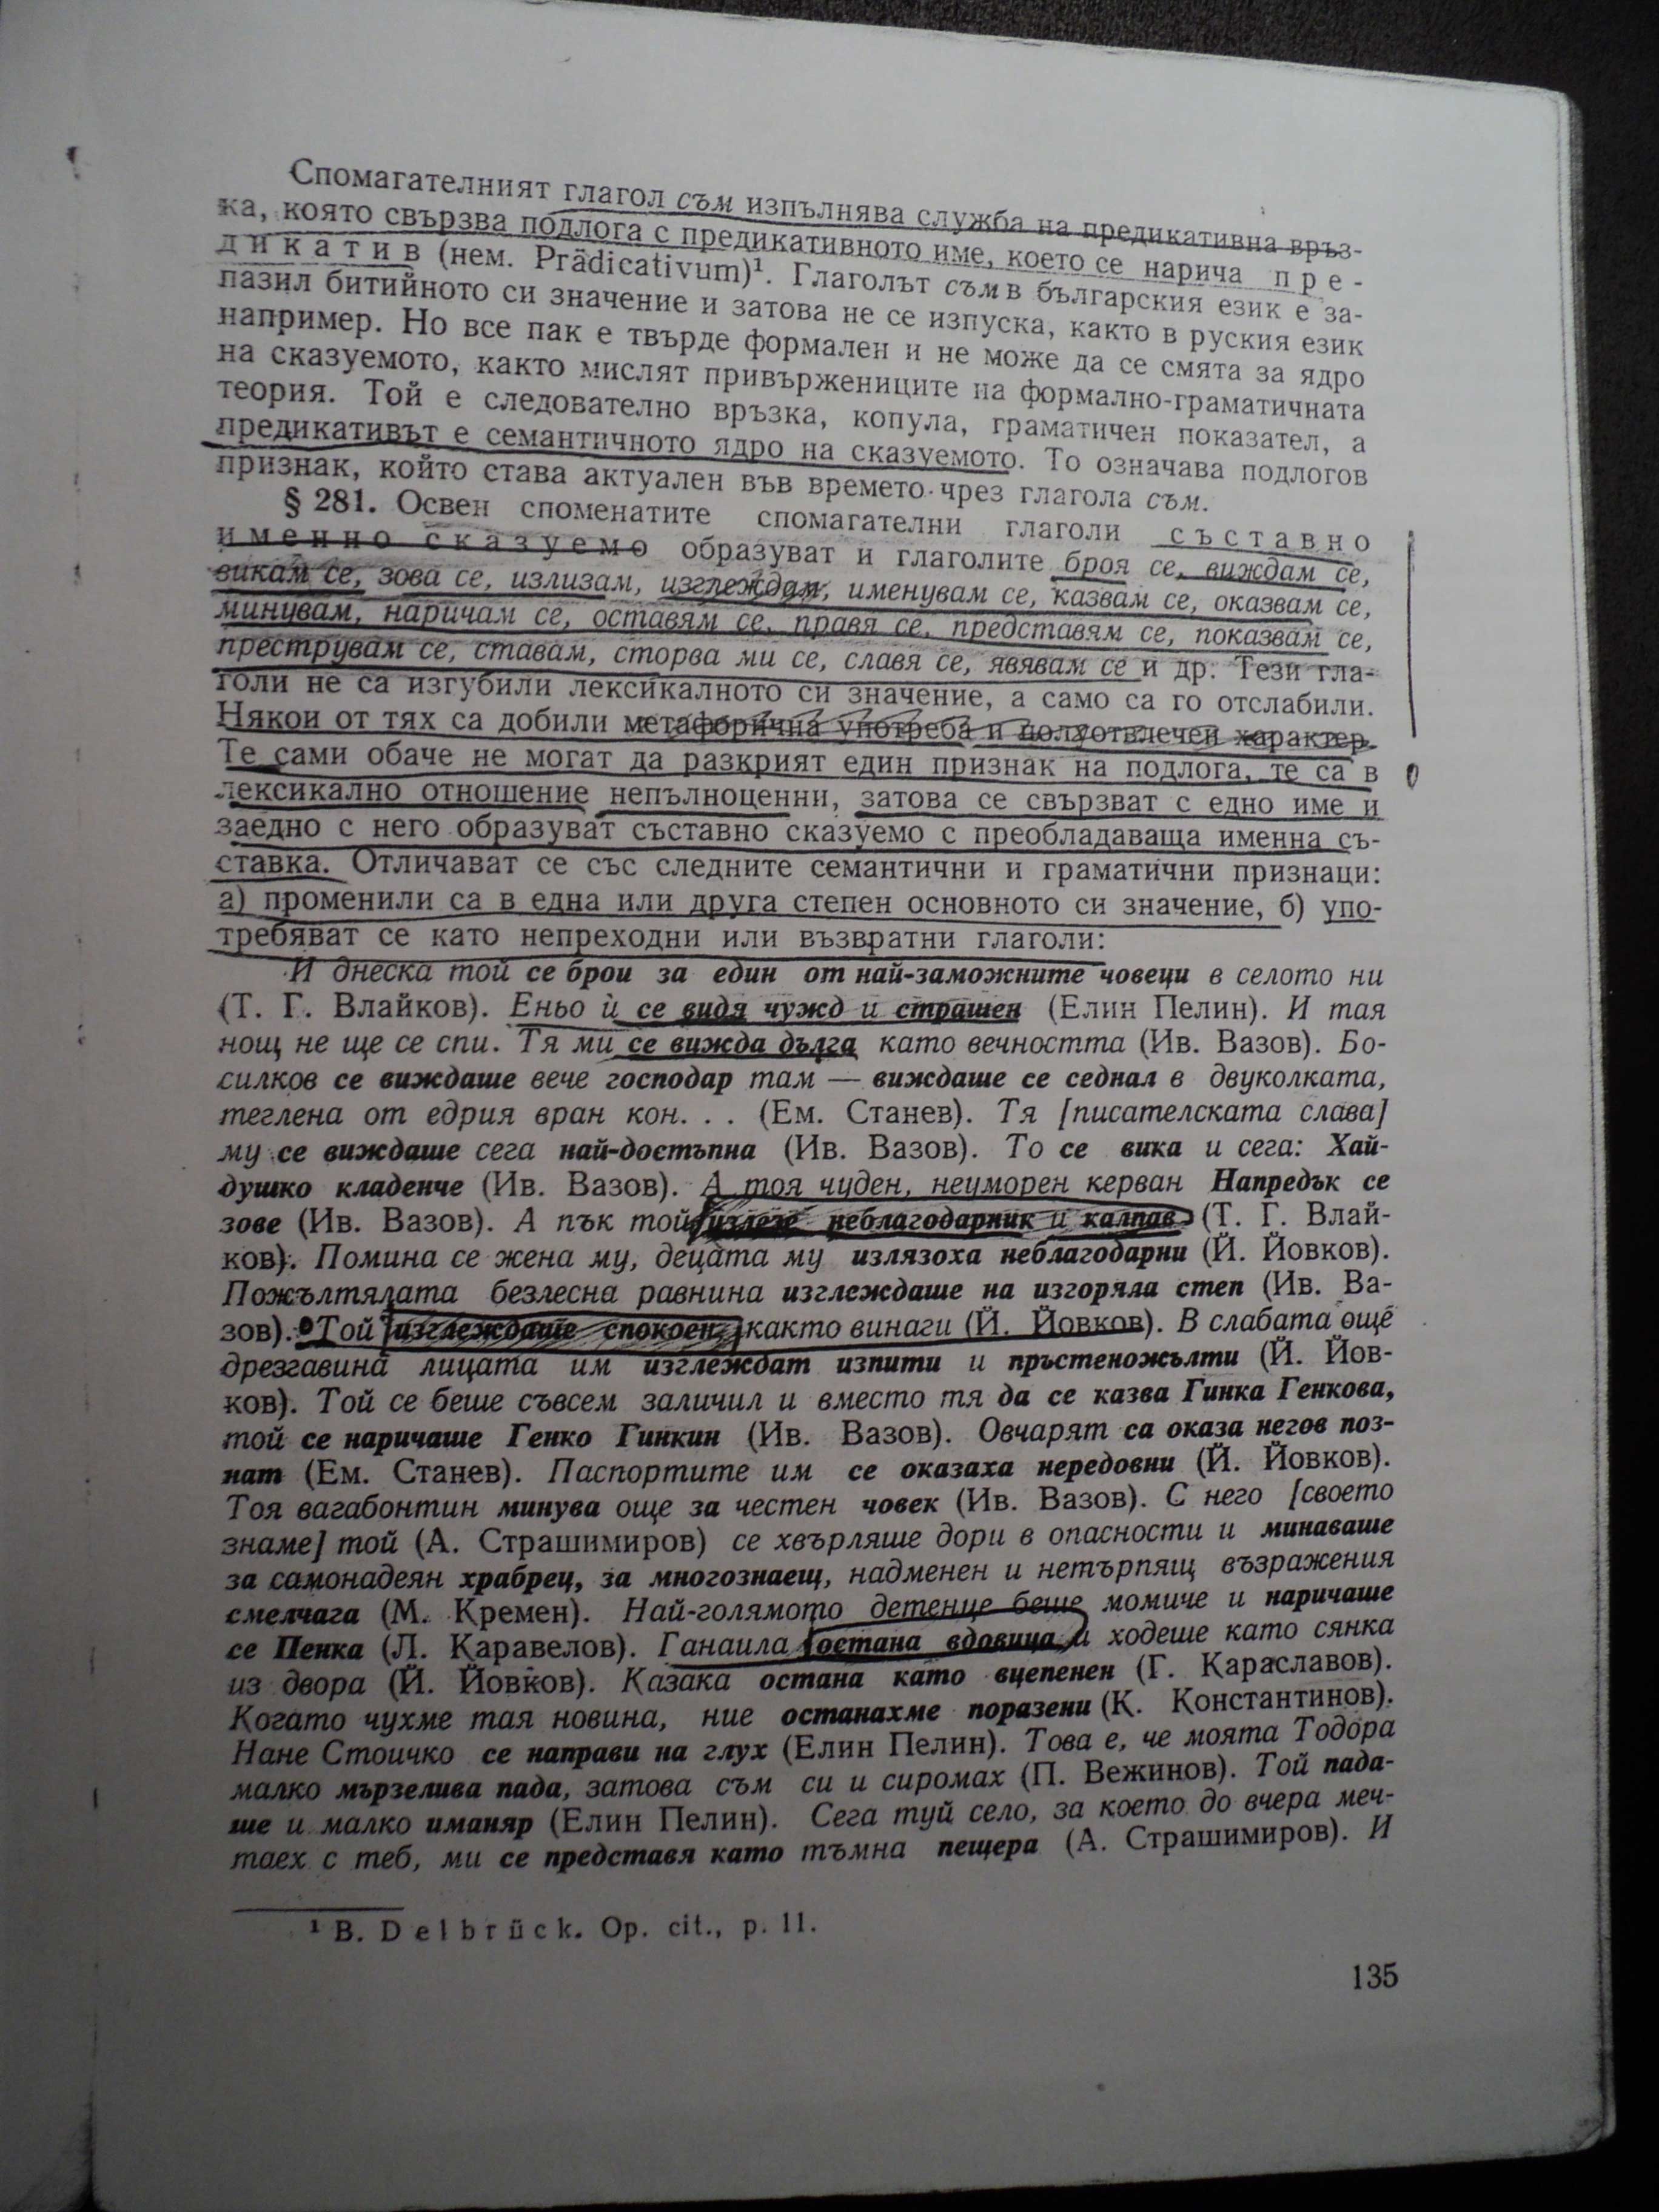 Спомагателният глагол съм изпълнява служба на предикативна връз-
ка, която свързва подлога с предикативното име, което се нарича п р е -
д и к а т и в (нем. Prädicativum)¹. Глаголът съм в българския език е за-
пазил битийното си значение и затова не се изпуска, както в руския език
например. Но все пак е твърде формален и не може да се смята за ядро
на сказуемото, както мислят привържениците на формално-граматичната
теория. Той е следователно връзка, копула, граматичен показател, а
предикативът е семантичното ядро на сказуемото. То означава подлогов
признак, който става актуален във времето чрез глагола съм.
§ 281. Освен споменатите спомагателни глаголи с ъ с т а в н о
и м е н н о с к а з у е м о образуват и глаголите броя се, виждам се,
викам се, зова се, излизам, изглеждам, именувам се, казвам се, оказвам се,
минувам, наричам се, оставям се, правя се, представям се, показвам се,
преструвам се, ставам, сторва ми се, славя се, явявам се и др. Тези гла-
голи не са изгубили лексикалното си значение, а само са го отслабили.
Някои от тях са добили метафорична употреба и полуотвлечен характер.
Те сами обаче не могат да разкрият един признак на подлога, те са в
лексикално отношение непълноценни, затова се свързват с едно име и
заедно с него образуват съставно сказуемо с преобладаваща именна съ-
ставка. Отличават се със следните семантични и граматични признаци:
а) променили са в една или друга степен основното си значение, б) упо-
требяват се като непреходни или възвратни глаголи:
И днеска той се брои за един от най-заможните човеци в селото ни
(Т. Г. Влайков). Еньо ѝ се видя чужд и страшен (Елин Пелин). И тая
нощ не ще се спи. Тя ми се вижда дълга като вечността (Ив. Вазов). Бо-
силков се виждаше вече господар там — виждаше се седнал в двуколката,
теглена от едрия вран кон. . . (Ем. Станев). Тя [писателската слава]
му се виждаше сега най-достъпна (Ив. Вазов). То се вика и сега: Хай-
душко кладенче (Ив. Вазов). А тоя чуден, неуморен керван Напредък се
зове (Ив. Вазов). А пък той излезе неблагодарник и калпав (Т. Г. Влай-
ков). Помина се жена му, децата му излязоха неблагодарни (Й. Йовков).
Пожълтялата безлесна равнина изглеждаше на изгоряла степ (Ив. Ва-
зов). Той изглеждаше спокоен, както винаги (Й. Йовков). В слабата още
дрезгавина лицата им изглеждат изпити и пръстеножълти (Й. Йов-
ков). Той се беше съвсем заличил и вместо тя да се казва Гинка Генкова,
той се наричаше Генко Гинкин (Ив. Вазов). Овчарят са оказа негов поз-
нат (Ем. Станев). Паспортите им се оказаха нередовни (Й. Йовков).
Тоя вагабонтин минува още за честен човек (Ив. Вазов). С него [своето
знаме] той (А. Страшимиров) се хвърляше дори в опасности и минаваше
за самонадеян храбрец, за многознаещ, надменен и нетърпящ възражения
смелчага (М. Кремен). Най-голямото детенце беше момиче и наричаше
се Пенка (Л. Каравелов). Ганаила остана вдовица и ходеше като сянка
из двора (Й. Йовков). Казака остана като вцепенен (Г. Караславов).
Когато чухме тая новина, ние останахме поразени (К. Константинов).
Нане Стоичко се направи на глух (Елин Пелин). Това е, че моята Тодора
малко мързелива пада, затова съм си и сиромах (П. Вежинов). Той пада-
ше и малко иманяр (Елин Пелин). Сега туй село, за което до вчера меч-
таех с теб, ми се представя като тъмна пещера (А. Страшимиров). И
¹ B. D e l b r ü c k. Op. cit., p. 11.
135